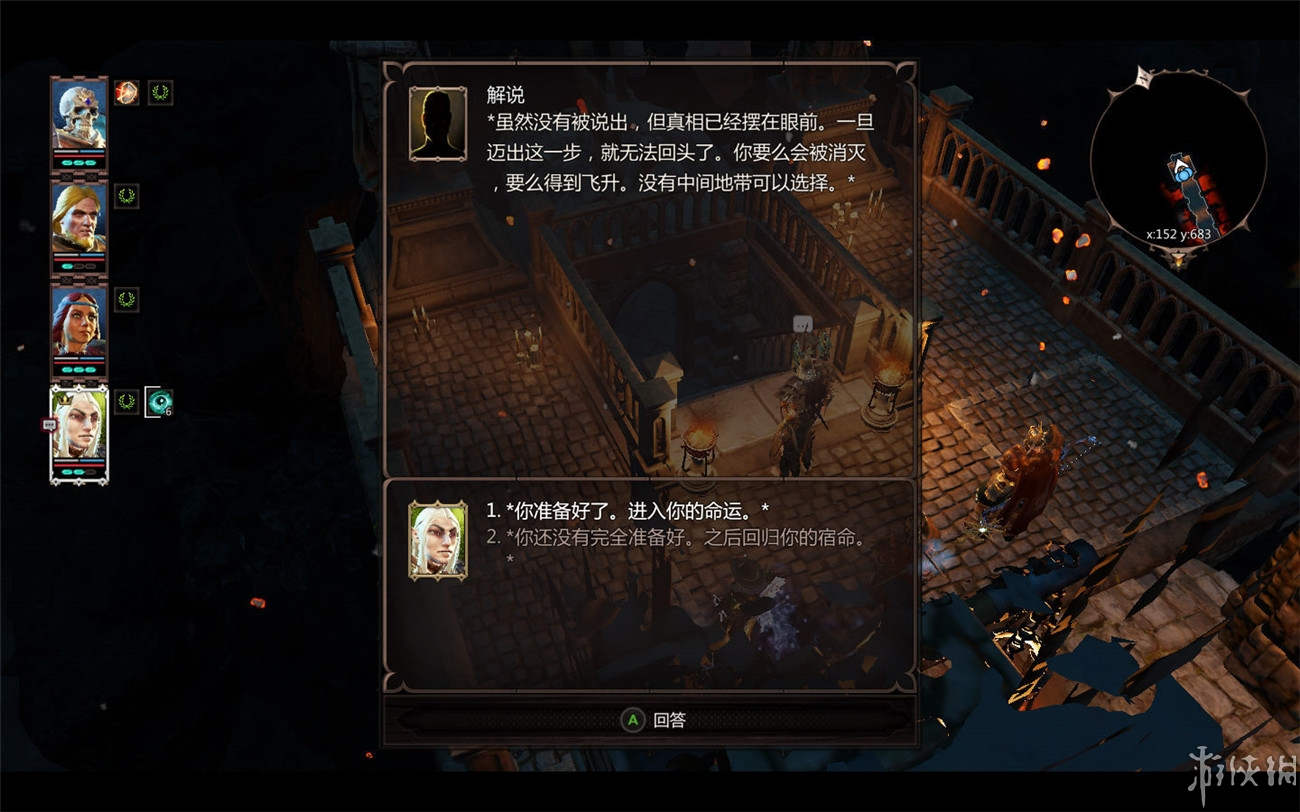 解说
*虽然没有被说出，但真相已经摆在眼前。一旦
迈出这一步，就无法回头了。你要么会被消灭
，要么得到飞升。没有中间地带可以选择。*
x:152 y:683
6
1. *你准备好了。进入你的命运。*
2. *你还没有完全准备好。之后回归你的宿命。
*
A 回答
游侠网